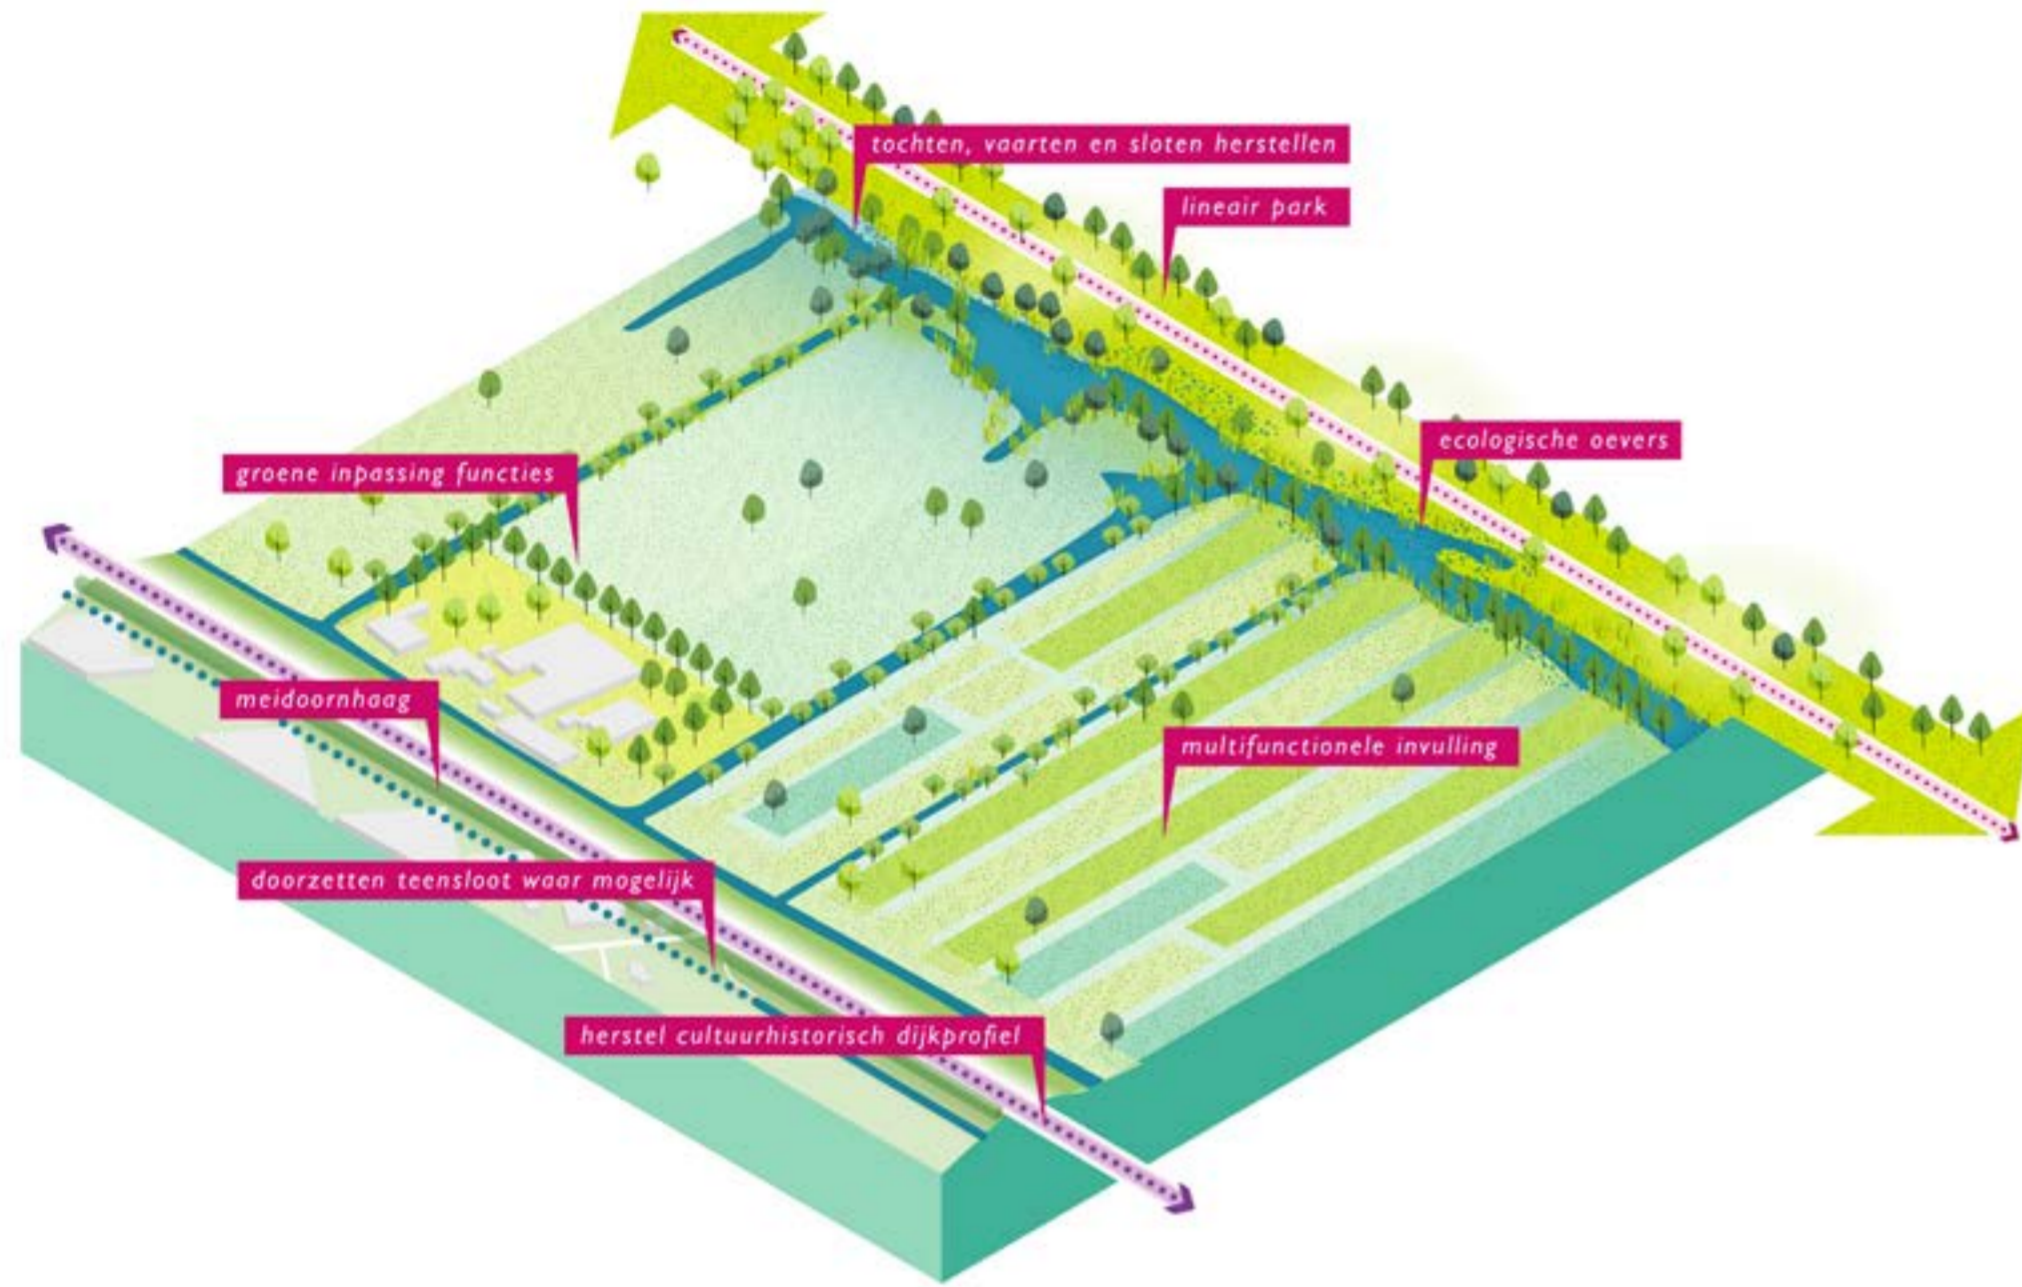 tochten, vaarten en sloten herstellen
lineair park
ecologische oevers
groene inpassing functies
meidoornhaag
multifunctionele invulling
doorzetten teensloot waar mogelijk
herstel cultuurhistorisch dijkprofiel